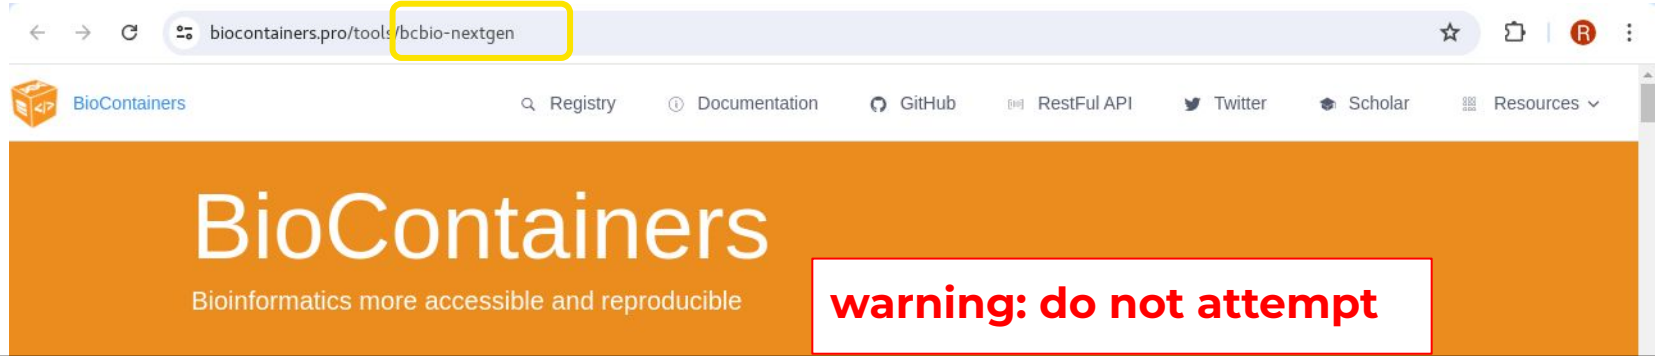 biocontainers.pro/tools/bcbio-nextgen
R
BioContainers
Registry
Documentation
GitHub
RestFul API
Twitter
Scholar
Resources
BioContainers
Bioinformatics more accessible and reproducible
warning: do not attempt